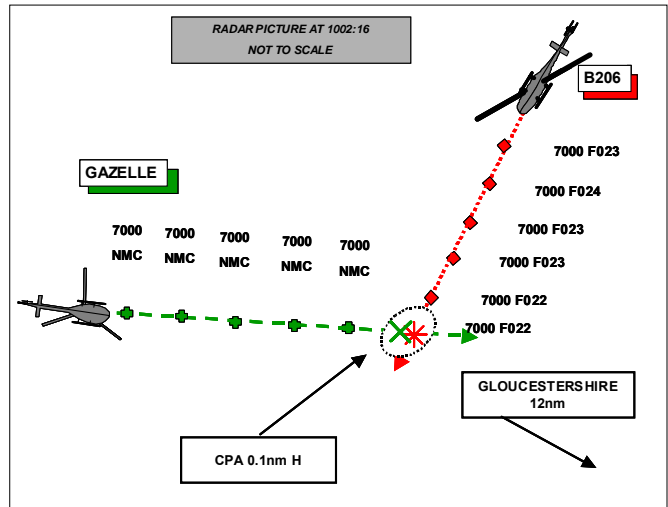 RADAR PICTURE AT 1002:16
NOT TO SCALE
B206
7000 F023
GAZELLE
7000 F024
7000 7000 7000 7000 7000
NMC NMC NMC NMC NMC
7000 F023
7000 F023
7000 F022
7000 F022
GLOUCESTERSHIRE
12nm
CPA 0.1nm H